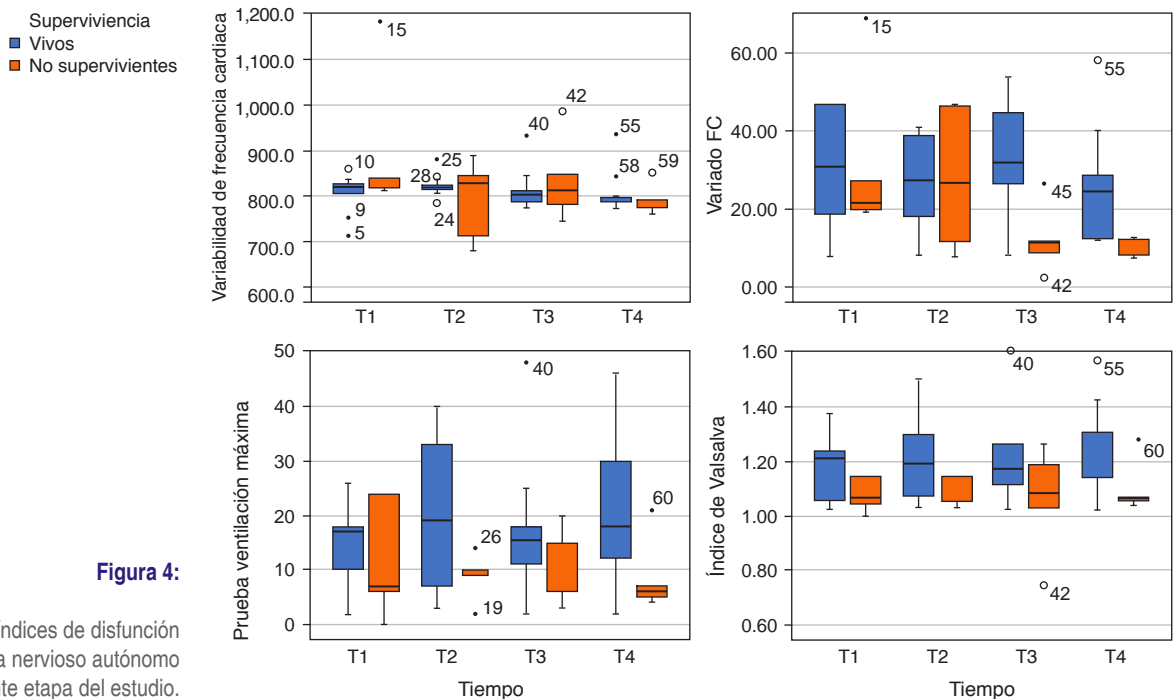 Superviviencia
Vivos
No supervivientes
Variabilidad de frecuencia cardiaca
1,200.0
1,100.0
1,000.0
900.0
800.0
700.0
600.0
15
10
9
5
28
25
24
40
42
55
58
59
T1 T2 T3 T4
Variado FC
60.00
40.00
20.00
0.00
15
45
42
55
T1 T2 T3 T4
Prueba ventilación máxima
50
40
30
20
10
0
26
19
40
60
T1 T2 T3 T4
Tiempo
Índice de Valsalva
1.60
1.40
1.20
1.00
0.80
0.60
40
42
55
60
T1 T2 T3 T4
Tiempo
Figura 4:
índices de disfunción
a nervioso autónomo
te etapa del estudio.